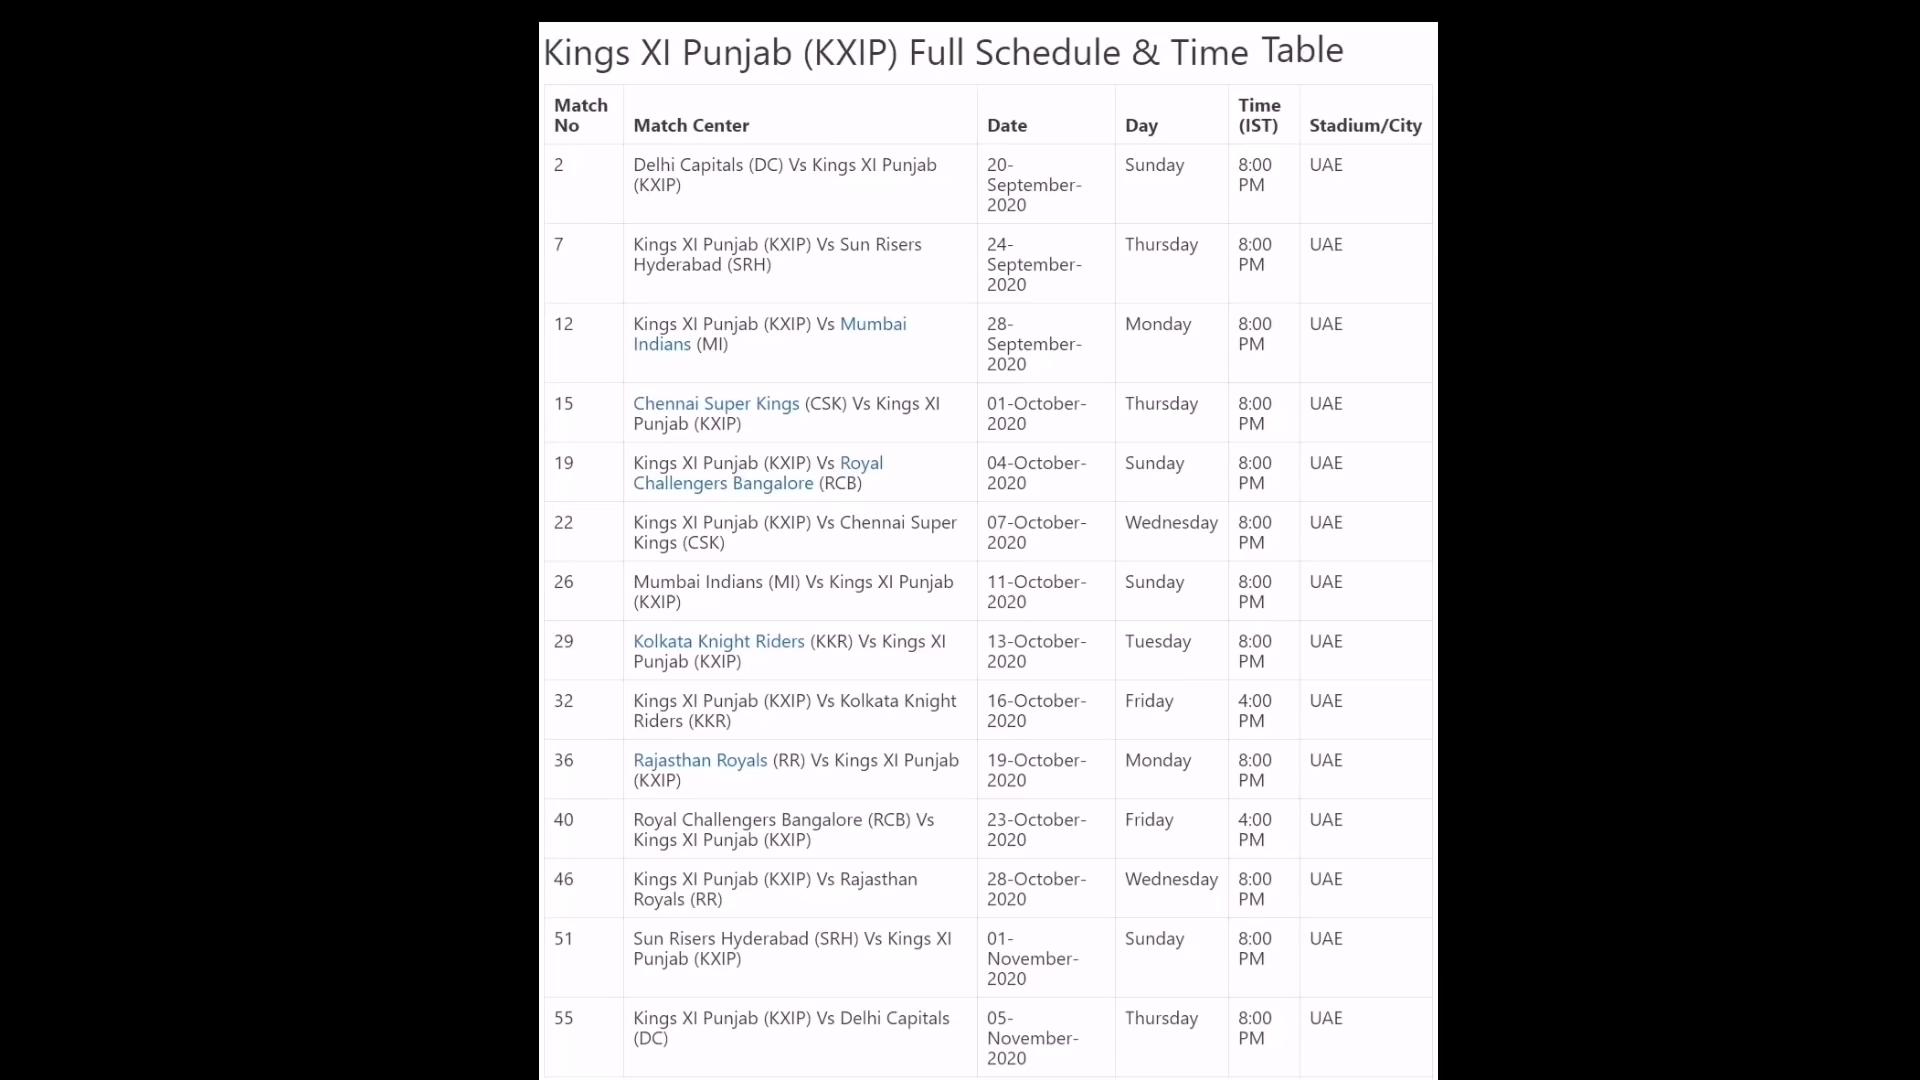 Kings XI Punjab (KXIP) Full Schedule & Time Table
Match No Match Center Date Day Time (IST) Stadium/City
2 Delhi Capitals (DC) Vs Kings XI Punjab (KXIP) 20-September-2020 Sunday 8:00 PM UAE
7 Kings XI Punjab (KXIP) Vs Sun Risers Hyderabad (SRH) 24-September-2020 Thursday 8:00 PM UAE
12 Kings XI Punjab (KXIP) Vs Mumbai Indians (MI) 28-September-2020 Monday 8:00 PM UAE
15 Chennai Super Kings (CSK) Vs Kings XI Punjab (KXIP) 01-October-2020 Thursday 8:00 PM UAE
19 Kings XI Punjab (KXIP) Vs Royal Challengers Bangalore (RCB) 04-October-2020 Sunday 8:00 PM UAE
22 Kings XI Punjab (KXIP) Vs Chennai Super Kings (CSK) 07-October-2020 Wednesday 8:00 PM UAE
26 Mumbai Indians (MI) Vs Kings XI Punjab (KXIP) 11-October-2020 Sunday 8:00 PM UAE
29 Kolkata Knight Riders (KKR) Vs Kings XI Punjab (KXIP) 13-October-2020 Tuesday 8:00 PM UAE
32 Kings XI Punjab (KXIP) Vs Kolkata Knight Riders (KKR) 16-October-2020 Friday 4:00 PM UAE
36 Rajasthan Royals (RR) Vs Kings XI Punjab (KXIP) 19-October-2020 Monday 8:00 PM UAE
40 Royal Challengers Bangalore (RCB) Vs Kings XI Punjab (KXIP) 23-October-2020 Friday 4:00 PM UAE
46 Kings XI Punjab (KXIP) Vs Rajasthan Royals (RR) 28-October-2020 Wednesday 8:00 PM UAE
51 Sun Risers Hyderabad (SRH) Vs Kings XI Punjab (KXIP) 01-November-2020 Sunday 8:00 PM UAE
55 Kings XI Punjab (KXIP) Vs Delhi Capitals (DC) 05-November-2020 Thursday 8:00 PM UAE